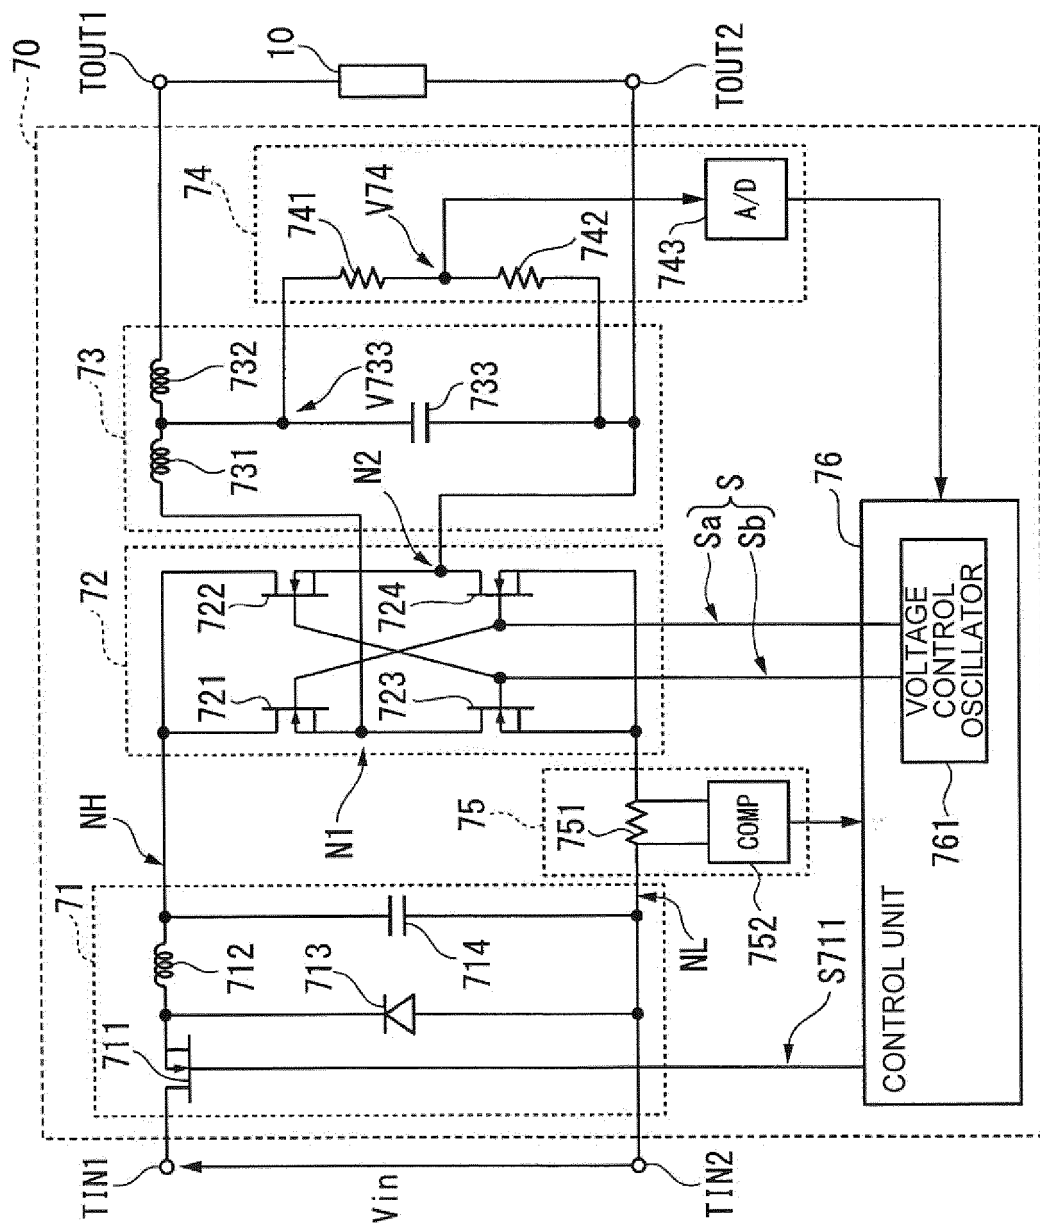 70
TOUT1
10
TOUT2
74
741
V74
742
743
A/D
73
732
731
V733
733
N2
72
722
724
721
723
N1
NH
75
751
COMP
752
71
712
713
714
NL
711
S711
Sa
Sb
S
76
VOLTAGE
CONTROL
OSCILLATOR
761
CONTROL UNIT
TIN1
Vin
TIN2